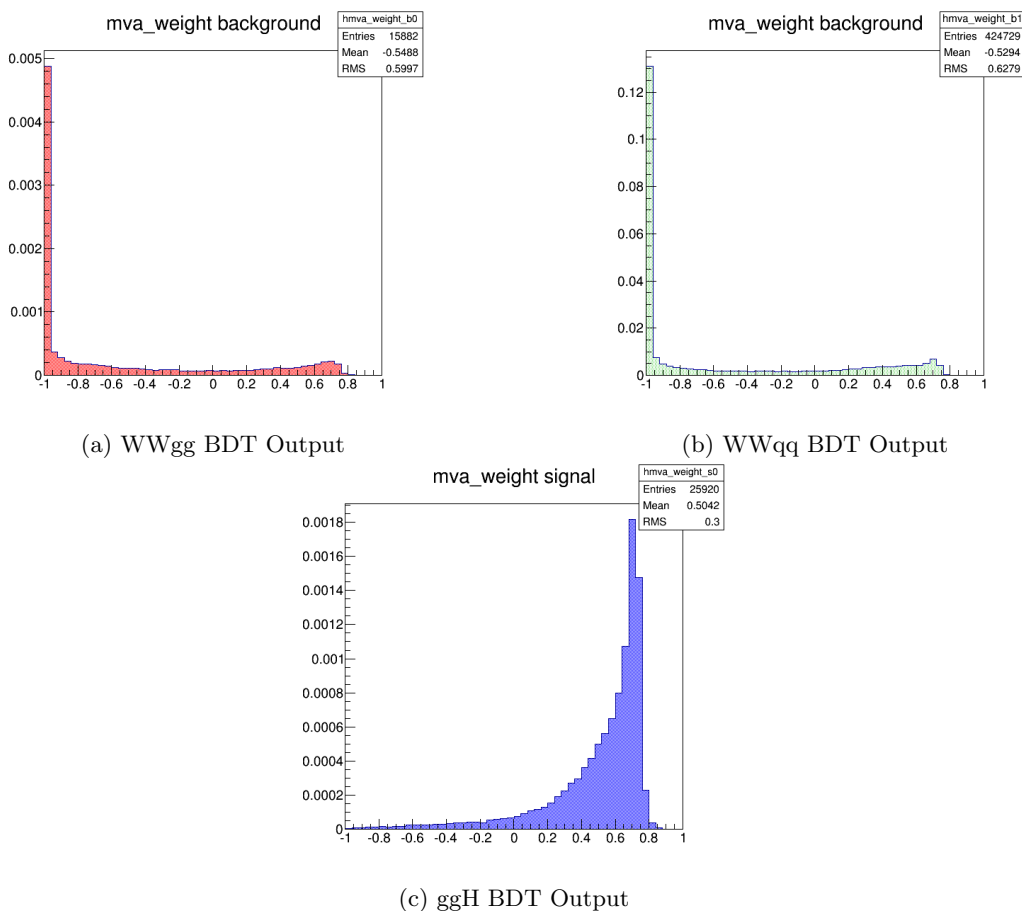 mva_weight background
hmva_weight_b0
Entries 15882
Mean -0.5488
RMS 0.5997
0.005
0.004
0.003
0.002
0.001
0
-1 -0.8 -0.6 -0.4 -0.2 0 0.2 0.4 0.6 0.8 1
(a) WWgg BDT Output
mva_weight background
hmva_weight_b1
Entries 424729
Mean -0.5294
RMS 0.6279
0.12
0.1
0.08
0.06
0.04
0.02
0
-1 -0.8 -0.6 -0.4 -0.2 0 0.2 0.4 0.6 0.8 1
(b) WWqq BDT Output
mva_weight signal
hmva_weight_s0
Entries 25920
Mean 0.5042
RMS 0.3
0.0018
0.0016
0.0014
0.0012
0.001
0.0008
0.0006
0.0004
0.0002
0
-1 -0.8 -0.6 -0.4 -0.2 0 0.2 0.4 0.6 0.8 1
(c) ggH BDT Output